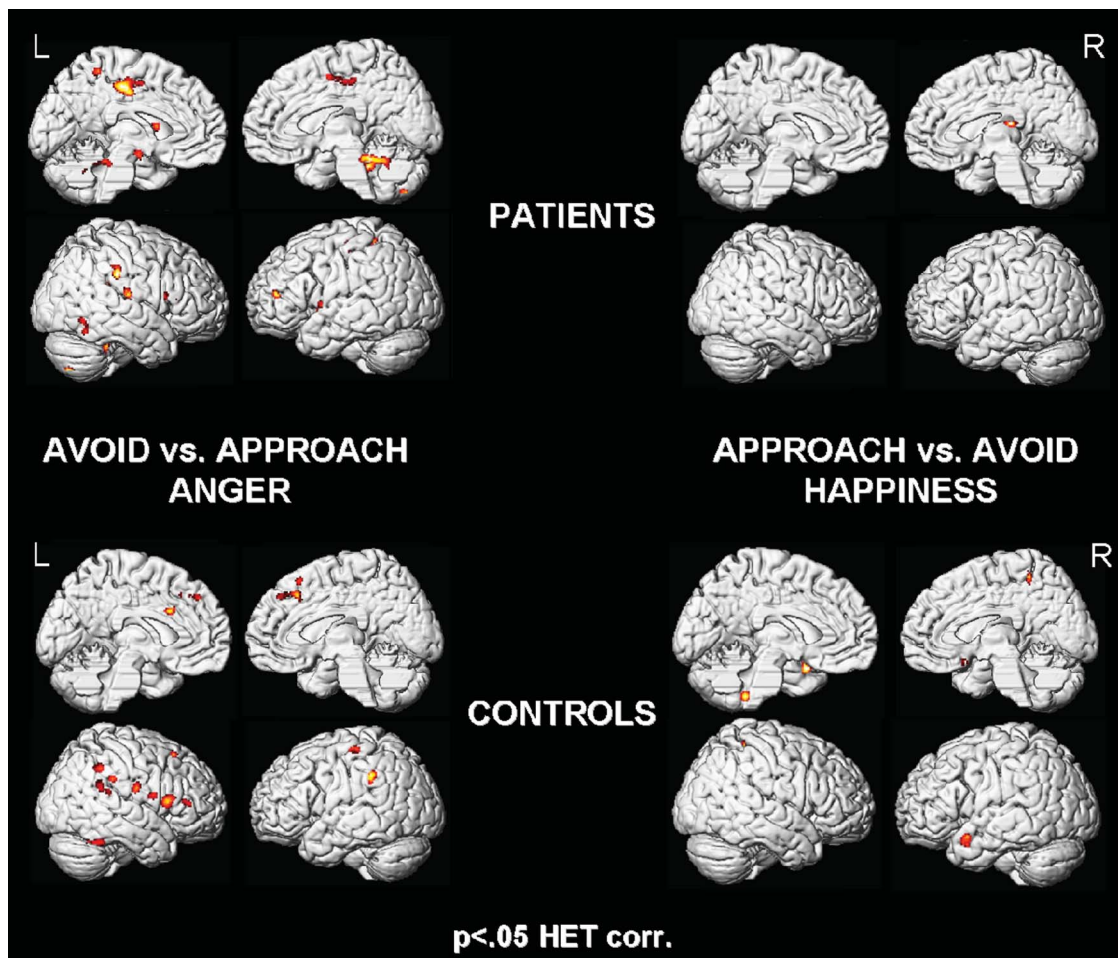 L
R
PATIENTS
AVOID vs. APPROACH
ANGER
APPROACH vs. AVOID
HAPPINESS
L
R
CONTROLS
p<.05 HET corr.